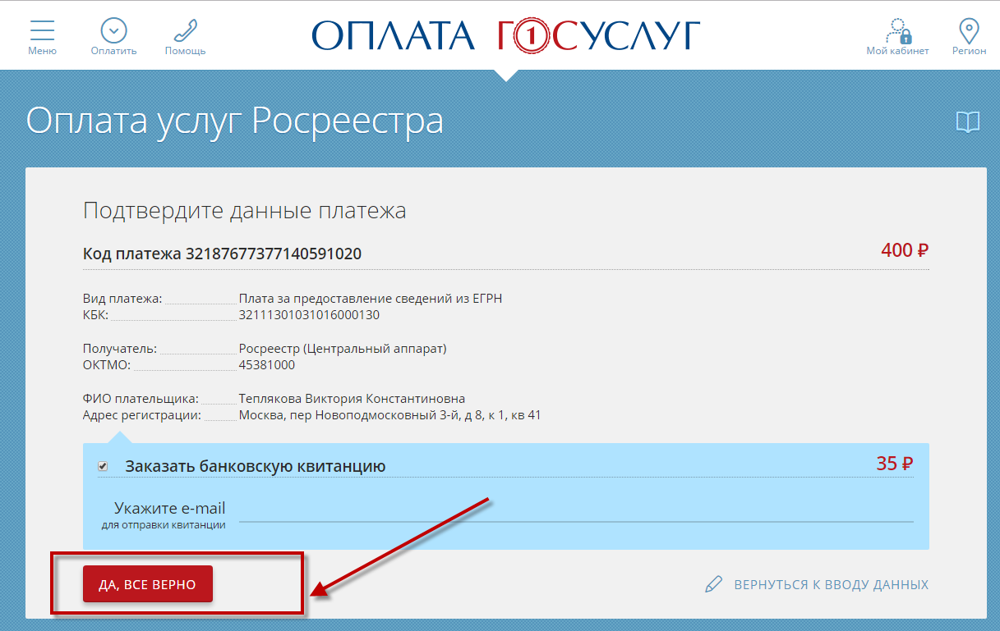 Меню
Оплатить
Помощь
ОПЛАТА ГОСУСЛУГ
1
Мой кабинет
Регион
Оплата услуг Росреестра
Подтвердите данные платежа
Код платежа 32187677377140591020 400 ₽
Вид платежа: Плата за предоставление сведений из ЕГРН
КБК: 32111301031016000130
Получатель: Росреестр (Центральный аппарат)
ОКТМО: 45381000
ФИО плательщика: Теплякова Виктория Константиновна
Адрес регистрации: Москва, пер Новоподмосковный 3-й, д 8, к 1, кв 41
Заказать банковскую квитанцию 35 ₽
Укажите e-mail
для отправки квитанции
ДА, ВСЕ ВЕРНО
ВЕРНУТЬСЯ К ВВОДУ ДАННЫХ